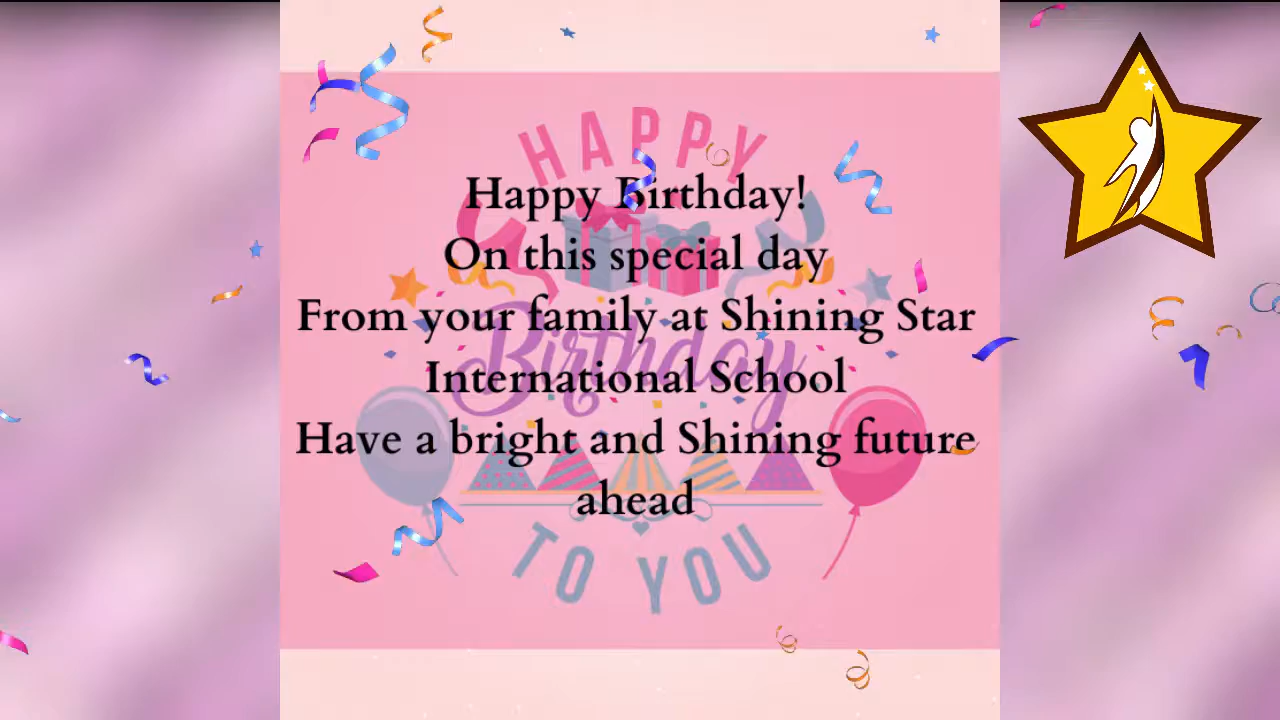 HAPPY
Happy Birthday!
On this special day
From your family at Shining Star
Birthday
International School
Have a bright and Shining future
ahead
TO YOU